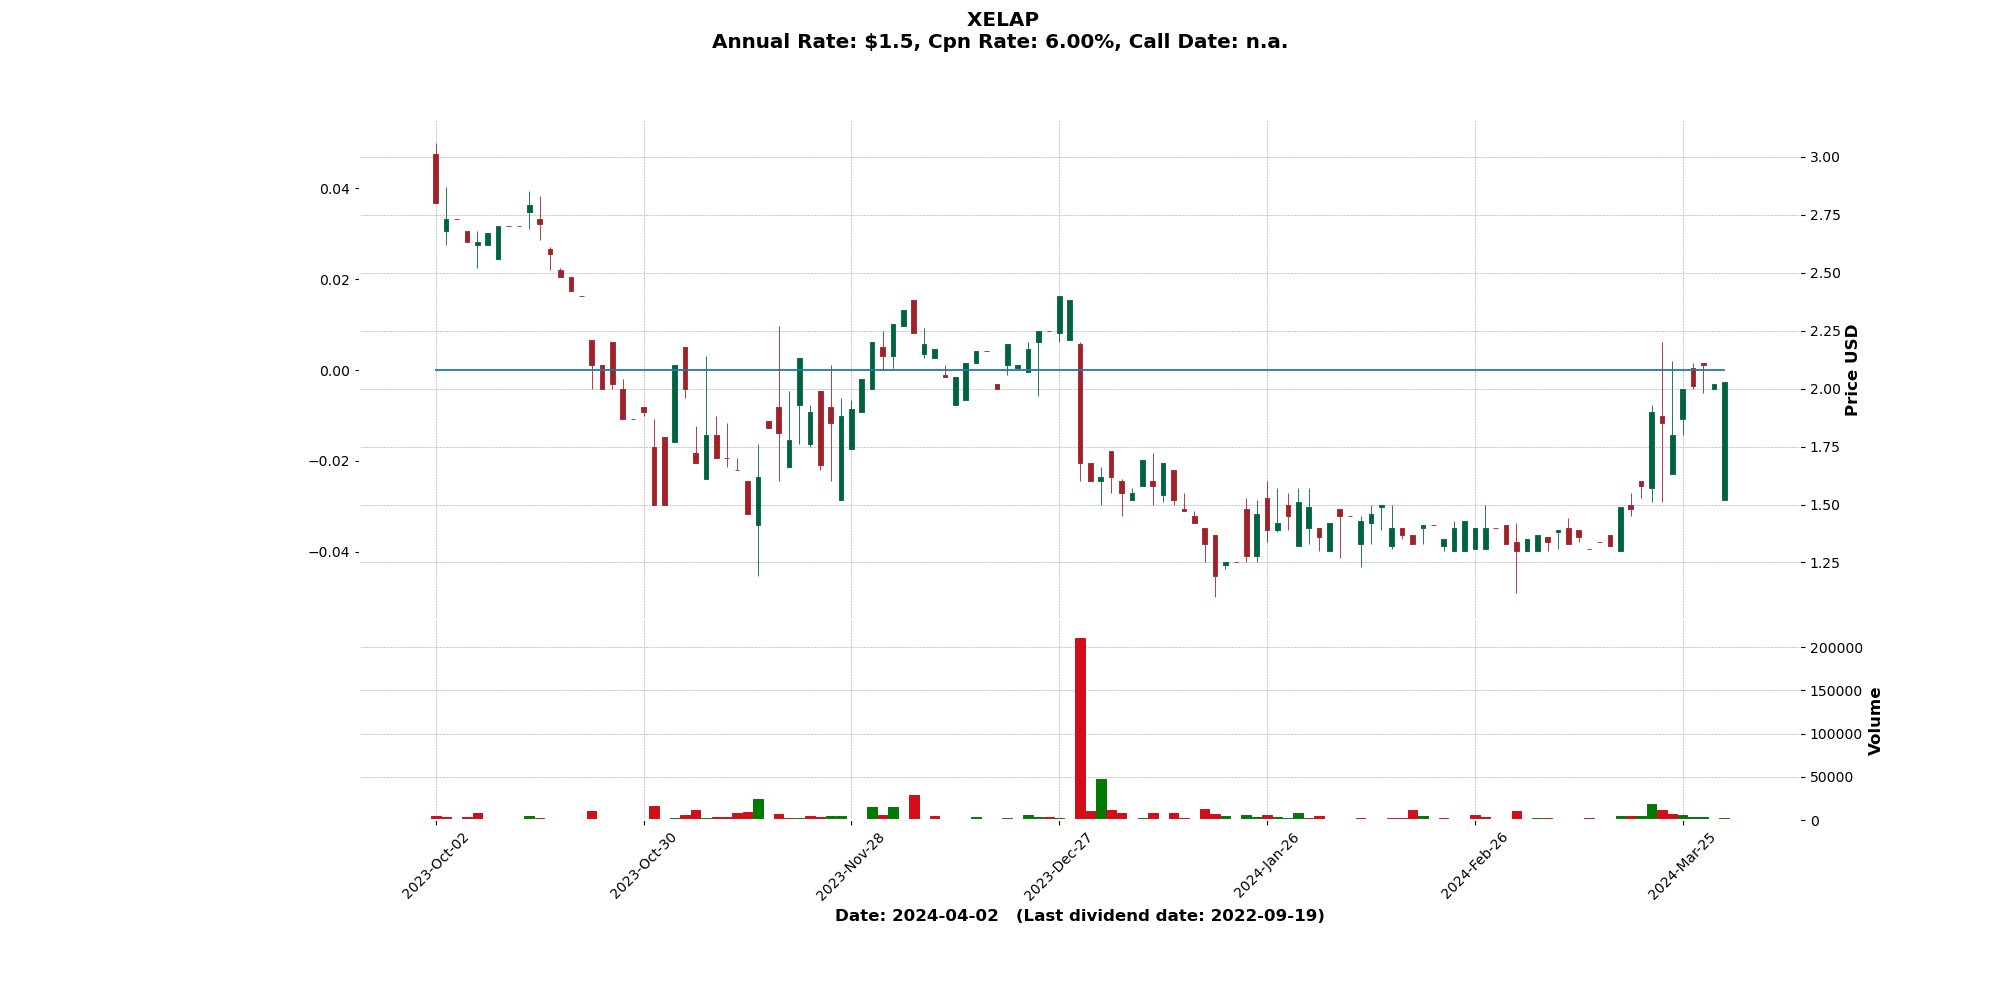 XELAP
Annual Rate: $1.5, Cpn Rate: 6.00%, Call Date: n.a.
0.04
0.02
0.00
−0.02
−0.04
3.00
2.75
2.50
2.25
2.00
1.75
1.50
1.25
Price USD
200000
150000
100000
50000
0
Volume
2023-Oct-02
2023-Oct-30
2023-Nov-28
2023-Dec-27
2024-Jan-26
2024-Feb-26
2024-Mar-25
Date: 2024-04-02 (Last dividend date: 2022-09-19)